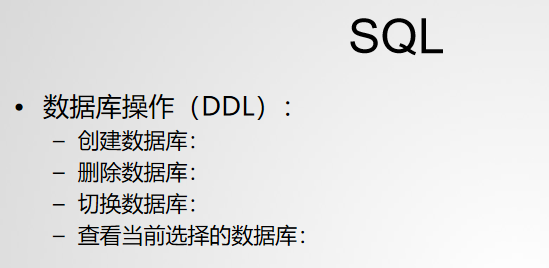 SQL
• 数据库操作（DDL）：
– 创建数据库：
– 删除数据库：
– 切换数据库：
– 查看当前选择的数据库：